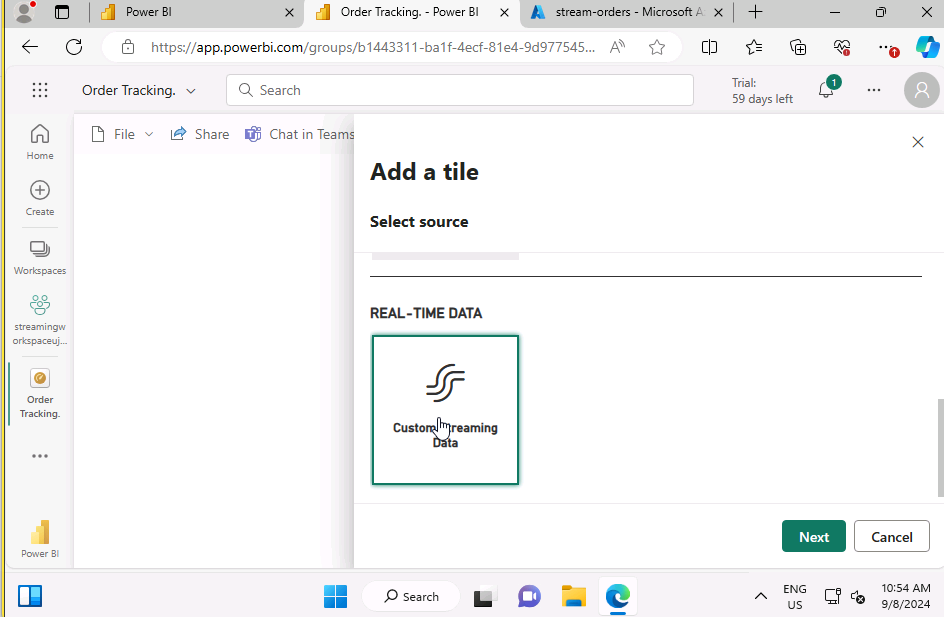 Power BI
Order Tracking. - Power BI
stream-orders - Microsoft A
https://app.powerbi.com/groups/b1443311-ba1f-4ecf-81e4-9d977545...
Order Tracking.
Search
Trial:
59 days left
1
Home
Create
Workspaces
streamingw
orkspaceuj...
Order
Tracking.
Power BI
File
Share
Chat in Teams
Add a tile
Select source
REAL-TIME DATA
Custom Streaming
Data
Next
Cancel
Search
ENG
US
10:54 AM
9/8/2024